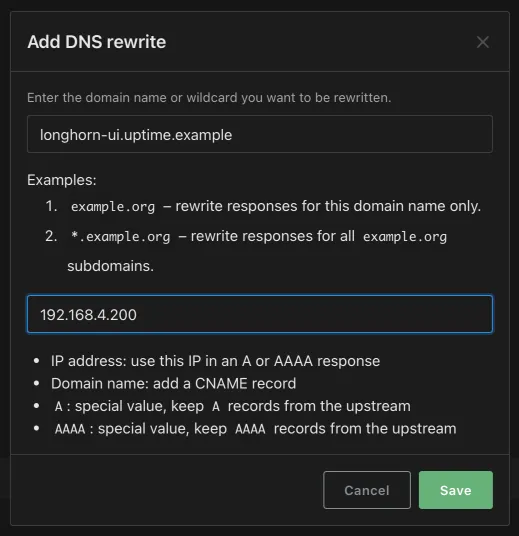 Add DNS rewrite
Enter the domain name or wildcard you want to be rewritten.
longhorn-ui.uptime.example
Examples:
1. example.org – rewrite responses for this domain name only.
2. *.example.org – rewrite responses for all example.org
subdomains.
192.168.4.200
• IP address: use this IP in an A or AAAA response
• Domain name: add a CNAME record
• A : special value, keep A records from the upstream
• AAAA : special value, keep AAAA records from the upstream
Cancel Save